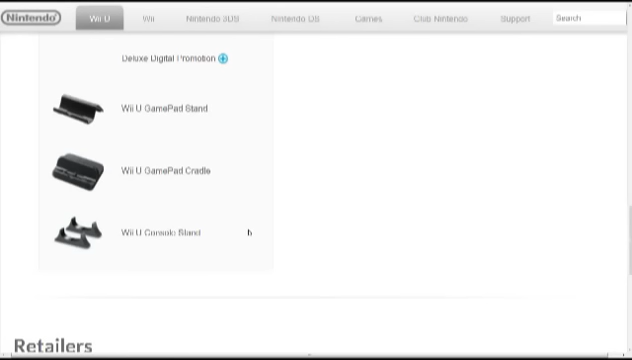 Nintendo Wii U Wii Nintendo 3DS Nintendo DS Games Club Nintendo Support Search
Deluxe Digital Promotion
Wii U GamePad Stand
Wii U GamePad Cradle
Wii U Console Stand h
Retailers